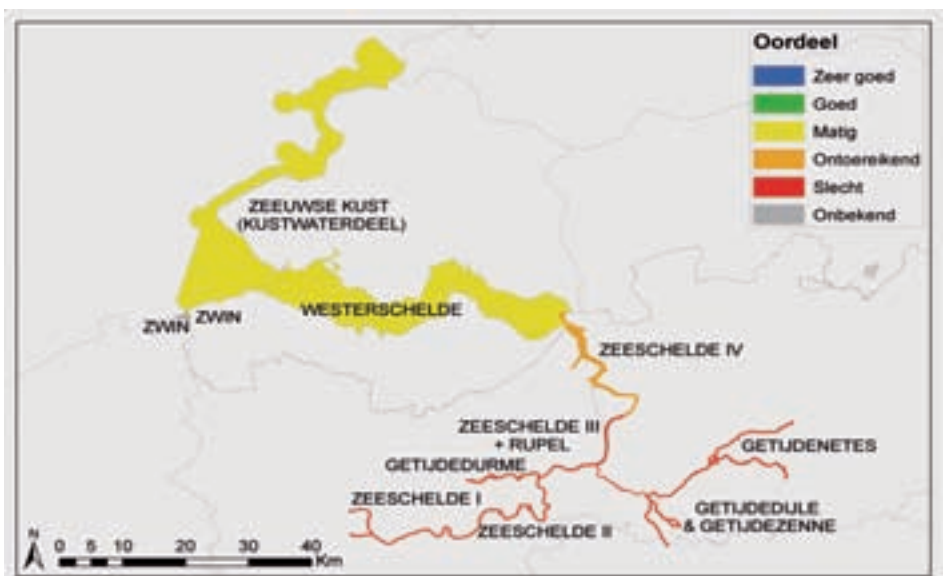 Oordeel
Zeer goed
Goed
Matig
Ontoereikend
Slecht
Onbekend
ZEEUWSE KUST
(KUSTWATERDEEL)
WESTERSCHELDE
ZWIN
ZWIN
ZEESCHELDE IV
ZEESCHELDE III
+ RUPEL
GETIJDENETES
GETIJDEDURME
ZEESCHELDE I
ZEESCHELDE II
GETIJDEDIJLE
& GETIJDEZENNE
N
0 5 10 20 30 40
Km